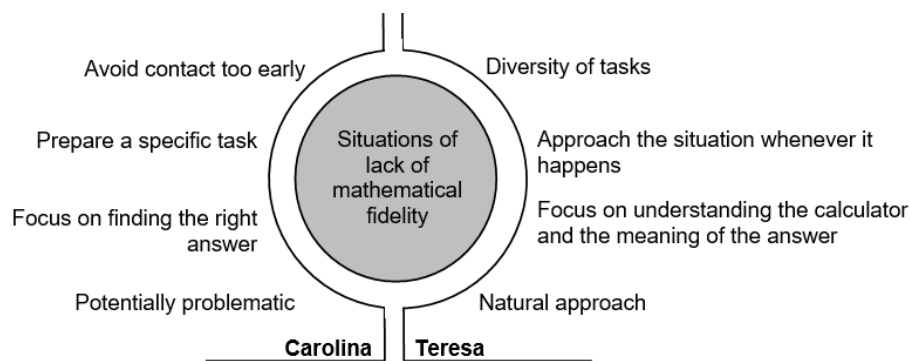 Avoid contact too early
Diversity of tasks
Prepare a specific task
Situations of
lack of
mathematical
fidelity
Approach the situation whenever it
happens
Focus on finding the right
answer
Focus on understanding the calculator
and the meaning of the answer
Potentially problematic
Natural approach
Carolina
Teresa